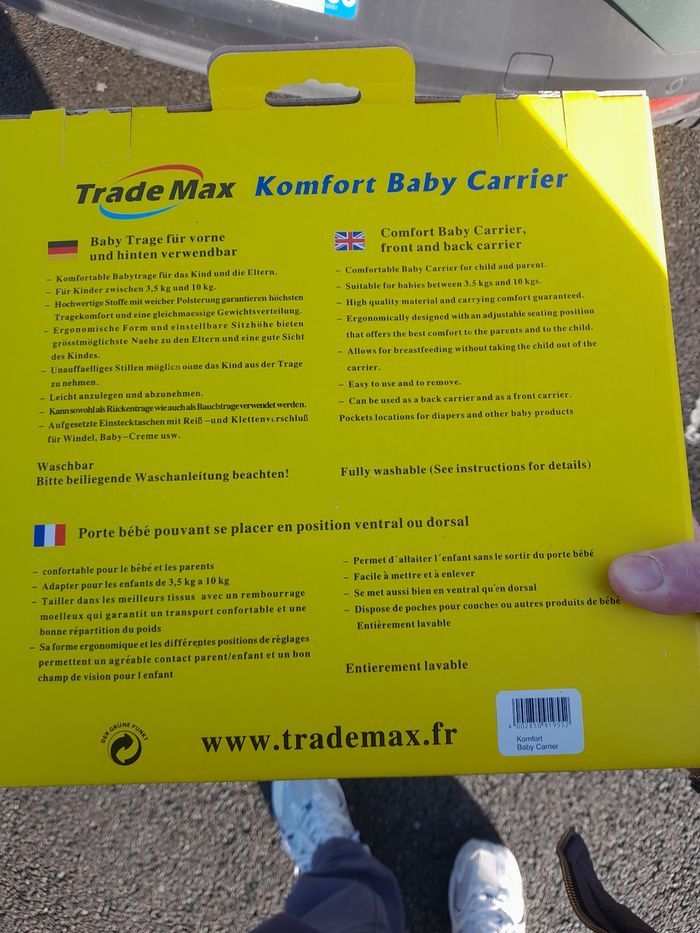 Trade Max Komfort Baby Carrier
Baby Trage für vorne
und hinten verwendbar
– Komfortable Babytrage für das Kind und die Eltern.
– Für Kinder zwischen 3,5 kg und 10 kg.
– Hochwertige Stoffe mit weicher Polsterung garantieren höchsten
Tragekomfort und eine gleichmaessige Gewichtsverteilung.
– Ergonomische Form und einstellbare Sitzhöhe bieten
grösstmöglichste Naehe zu den Eltern und eine gute Sicht
des Kindes.
– Unauffaelliges Stillen möglich ohne das Kind aus der Trage
zu nehmen.
– Leicht anzulegen und abzunehmen.
– Kann sowohl als Rückentrage wie auch als Bauchtrage verwendet werden.
– Aufgesetzte Einstecktaschen mit Reiß –und Klettenverschluß
für Windel, Baby–Creme usw.
Waschbar
Bitte beiliegende Waschanleitung beachten!
Comfort Baby Carrier,
front and back carrier
– Comfortable Baby Carrier for child and parent.
– Suitable for babies between 3.5 kgs and 10 kgs.
– High quality material and carrying comfort guaranteed.
– Ergonomically designed with an adjustable seating position
that offers the best comfort to the parents and to the child.
– Allows for breastfeeding without taking the child out of the
carrier.
– Easy to use and to remove.
– Can be used as a back carrier and as a front carrier.
Pockets locations for diapers and other baby products
Fully washable (See instructions for details)
Porte bébé pouvant se placer en position ventral ou dorsal
– confortable pour le bébé et les parents
– Adapter pour les enfants de 3,5 kg a 10 kg
– Tailler dans les meilleurs tissus avec un rembourrage
moelleux qui garantit un transport confortable et une
bonne répartition du poids
– Sa forme ergonomique et les différentes positions de réglages
permettent un agréable contact parent/enfant et un bon
champ de vision pour l enfant
– Permet d´allaiter l´enfant sans le sortir du porte bébé
– Facile à mettre et à enlever
– Se met aussi bien en ventral qu'en dorsal
– Dispose de poches pour couches ou autres produits de bébé
Entièrement lavable
Entierement lavable
DER GRÜNE PUNKT
www.trademax.fr
4 002850 919552
Komfort
Baby Carrier